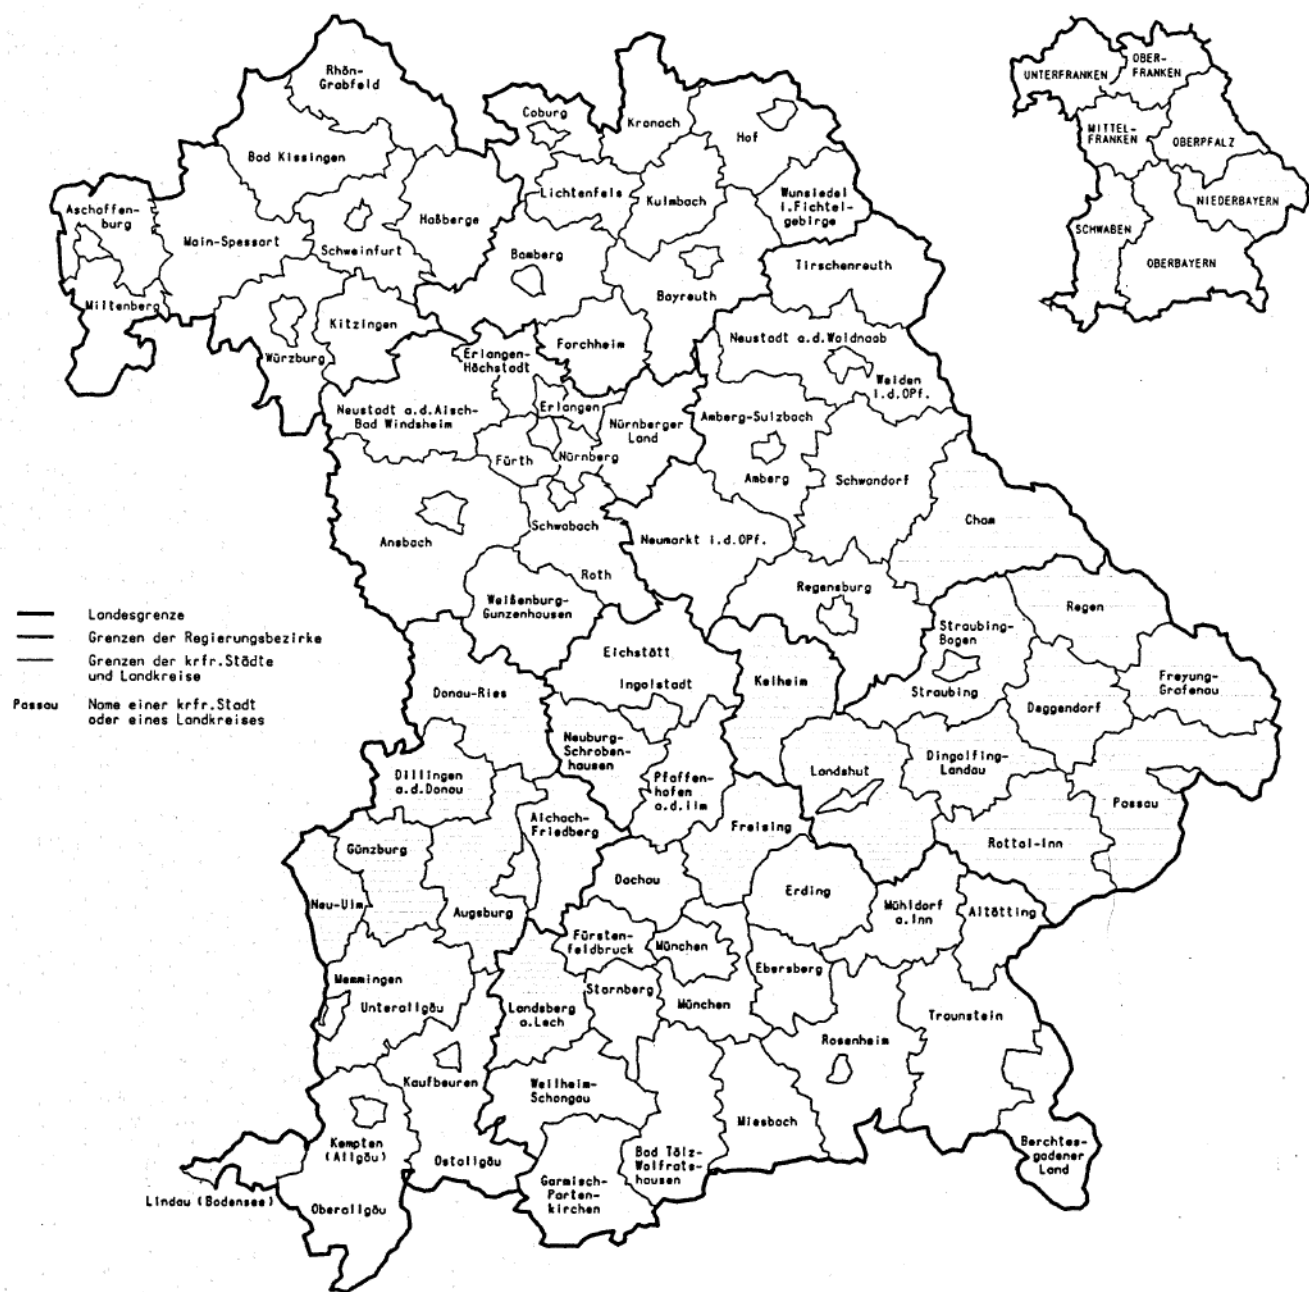 Rhön-
Grabfeld
Coburg
Kronach
Hof
Bad Kissingen
Lichtenfels
Kulmbach
Wunsiedel
i.Fichtel-
gebirge
Aschaffen-
burg
Main-Spessart
Schweinfurt
Haßberge
Bamberg
Bayreuth
Tirschenreuth
Miltenberg
Würzburg
Kitzingen
Forchheim
Erlangen-
Höchstadt
Neustadt a.d.Waldnaab
Weiden
i.d.OPf.
Neustadt a.d.Aisch-
Bad Windsheim
Erlangen
Nürnberger
Land
Amberg-Sulzbach
Fürth
Nürnberg
Amberg
Schwandorf
Cham
Ansbach
Schwabach
Neumarkt i.d.OPf.
Roth
Weißenburg-
Gunzenhausen
Regensburg
Straubing-
Bogen
Regen
Eichstätt
Ingolstadt
Kelheim
Straubing
Deggendorf
Freyung-
Grafenau
Donau-Ries
Neuburg-
Schroben-
hausen
Pfaffen-
hofen
a.d.Ilm
Landshut
Dingolfing-
Landau
Passau
Dillingen
a.d.Donau
Aichach-
Friedberg
Freising
Rottal-Inn
Günzburg
Dachau
Erding
Mühldorf
a.Inn
Altötting
Neu-Ulm
Augsburg
Fürsten-
feldbruck
München
Ebersberg
Memmingen
Unterallgäu
Landsberg
a.Lech
Starnberg
München
Traunstein
Rosenheim
Kaufbeuren
Weilheim-
Schongau
Miesbach
Kempten
(Allgäu)
Ostallgäu
Bad Tölz-
Wolfrats-
hausen
Berchtes-
gadener
Land
Garmisch-
Parten-
kirchen
Lindau (Bodensee)
Oberallgäu
UNTERFRANKEN
OBER-
FRANKEN
MITTEL-
FRANKEN
OBERPFALZ
NIEDERBAYERN
SCHWABEN
OBERBAYERN
Landesgrenze
Grenzen der Regierungsbezirke
Grenzen der krfr.Städte
und Landkreise
Passau Name einer krfr.Stadt
oder eines Landkreises